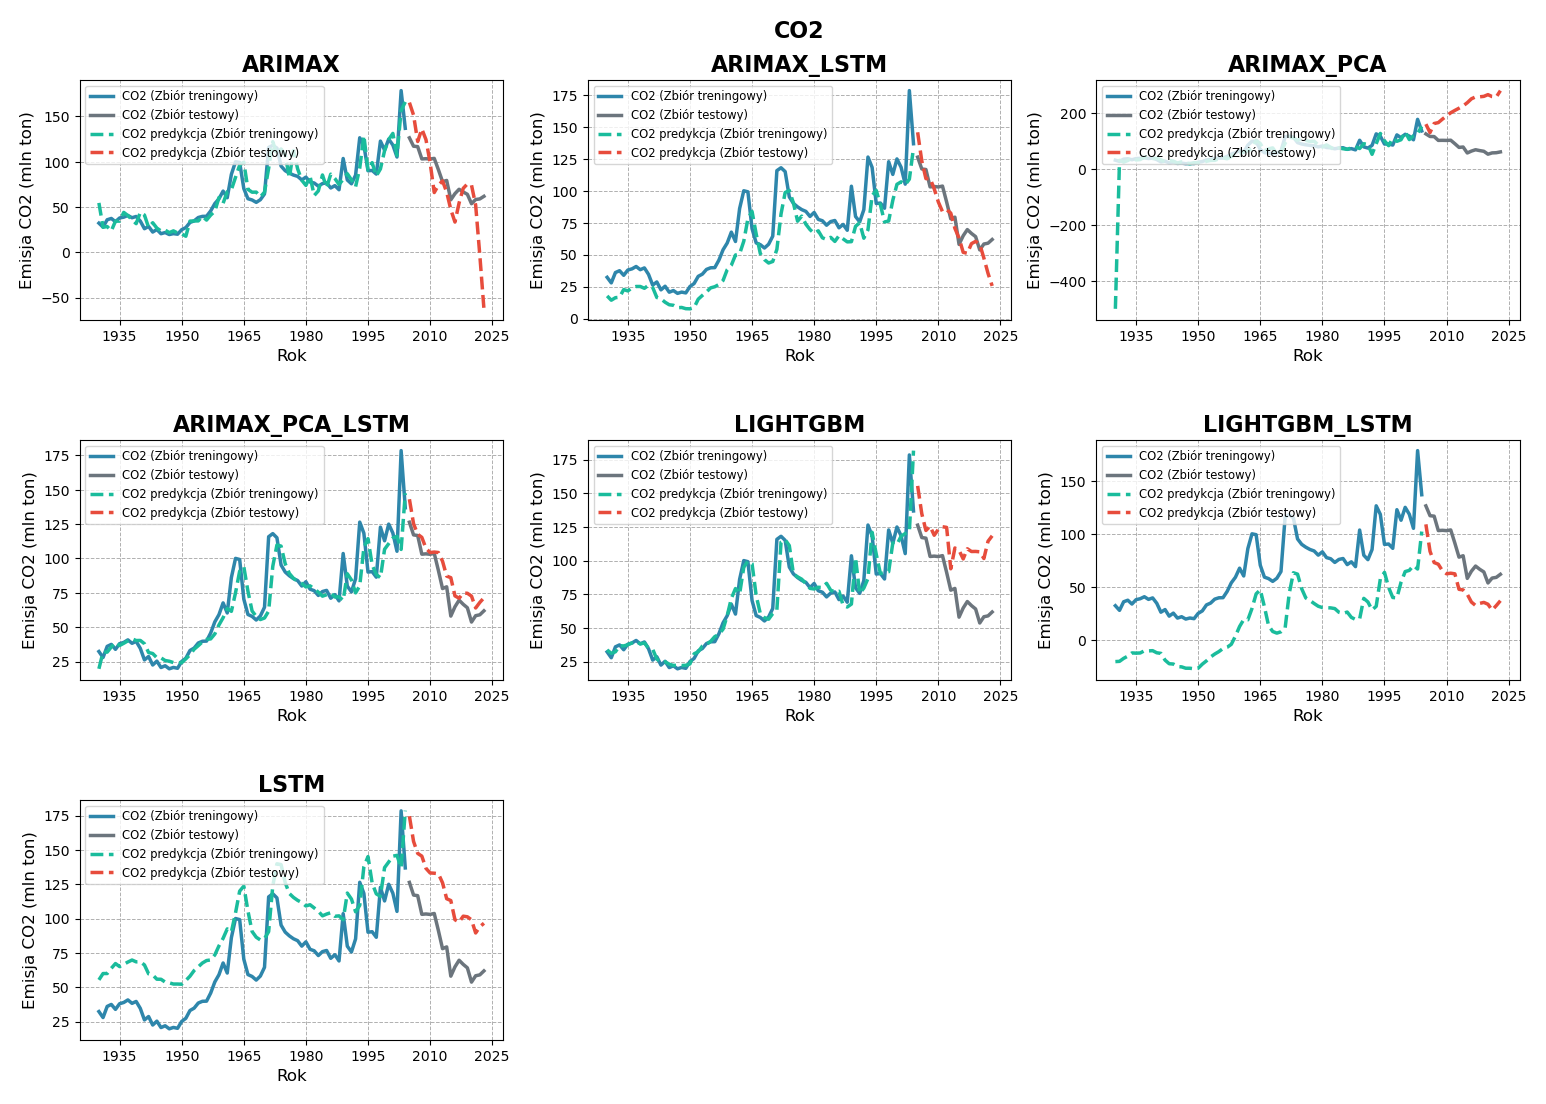 CO2
ARIMAX
CO2 (Zbiór treningowy)
CO2 (Zbiór testowy)
CO2 predykcja (Zbiór treningowy)
CO2 predykcja (Zbiór testowy)
Emisja CO2 (mln ton)
150
100
50
0
−50
1935 1950 1965 1980 1995 2010 2025
Rok
ARIMAX_LSTM
CO2 (Zbiór treningowy)
CO2 (Zbiór testowy)
CO2 predykcja (Zbiór treningowy)
CO2 predykcja (Zbiór testowy)
Emisja CO2 (mln ton)
175
150
125
100
75
50
25
0
1935 1950 1965 1980 1995 2010 2025
Rok
ARIMAX_PCA
CO2 (Zbiór treningowy)
CO2 (Zbiór testowy)
CO2 predykcja (Zbiór treningowy)
CO2 predykcja (Zbiór testowy)
Emisja CO2 (mln ton)
200
0
−200
−400
1935 1950 1965 1980 1995 2010 2025
Rok
ARIMAX_PCA_LSTM
CO2 (Zbiór treningowy)
CO2 (Zbiór testowy)
CO2 predykcja (Zbiór treningowy)
CO2 predykcja (Zbiór testowy)
Emisja CO2 (mln ton)
175
150
125
100
75
50
25
1935 1950 1965 1980 1995 2010 2025
Rok
LIGHTGBM
CO2 (Zbiór treningowy)
CO2 (Zbiór testowy)
CO2 predykcja (Zbiór treningowy)
CO2 predykcja (Zbiór testowy)
Emisja CO2 (mln ton)
175
150
125
100
75
50
25
1935 1950 1965 1980 1995 2010 2025
Rok
LIGHTGBM_LSTM
CO2 (Zbiór treningowy)
CO2 (Zbiór testowy)
CO2 predykcja (Zbiór treningowy)
CO2 predykcja (Zbiór testowy)
Emisja CO2 (mln ton)
150
100
50
0
1935 1950 1965 1980 1995 2010 2025
Rok
LSTM
CO2 (Zbiór treningowy)
CO2 (Zbiór testowy)
CO2 predykcja (Zbiór treningowy)
CO2 predykcja (Zbiór testowy)
Emisja CO2 (mln ton)
175
150
125
100
75
50
25
1935 1950 1965 1980 1995 2010 2025
Rok